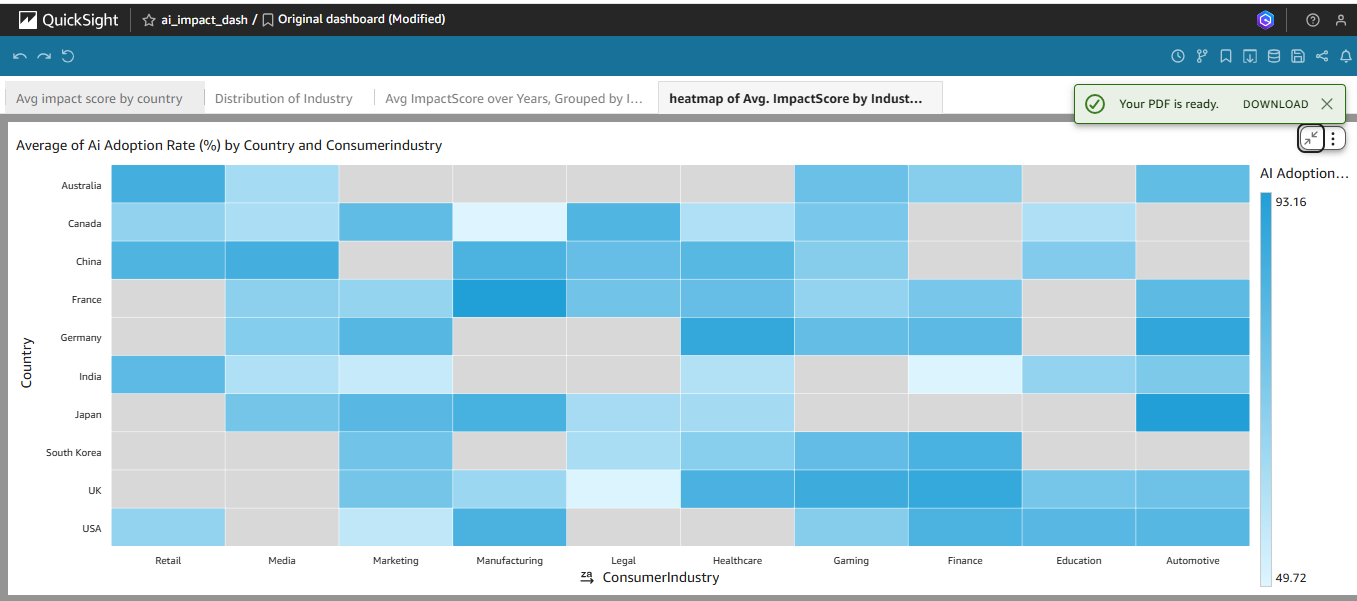 QuickSight ai_impact_dash / Original dashboard (Modified)
Avg impact score by country Distribution of Industry Avg ImpactScore over Years, Grouped by I... heatmap of Avg. ImpactScore by Indust...
Your PDF is ready. DOWNLOAD
Average of Ai Adoption Rate (%) by Country and Consumerindustry
AI Adoption...
93.16
49.72
Country
Australia
Canada
China
France
Germany
India
Japan
South Korea
UK
USA
Retail Media Marketing Manufacturing Legal Healthcare Gaming Finance Education Automotive
za ConsumerIndustry